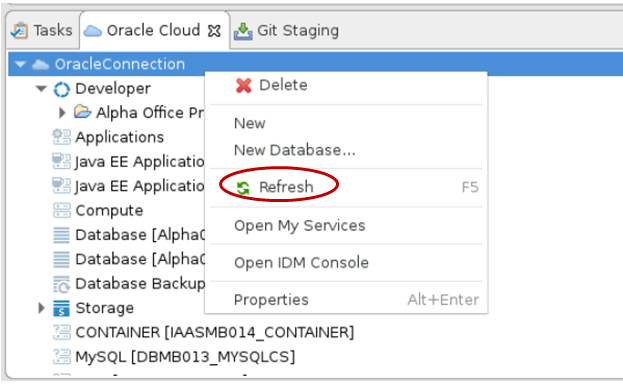 Tasks Oracle Cloud Git Staging
OracleConnection
Developer
Alpha Office Pr
Applications
Java EE Applicatio
Java EE Applicatio
Compute
Database [Alpha
Database [Alpha
Database Backup
Storage
CONTAINER [IAASMB014_CONTAINER]
MySQL [DBMB013_MYSQLCS]
Delete
New
New Database...
Refresh F5
Open My Services
Open IDM Console
Properties Alt+Enter